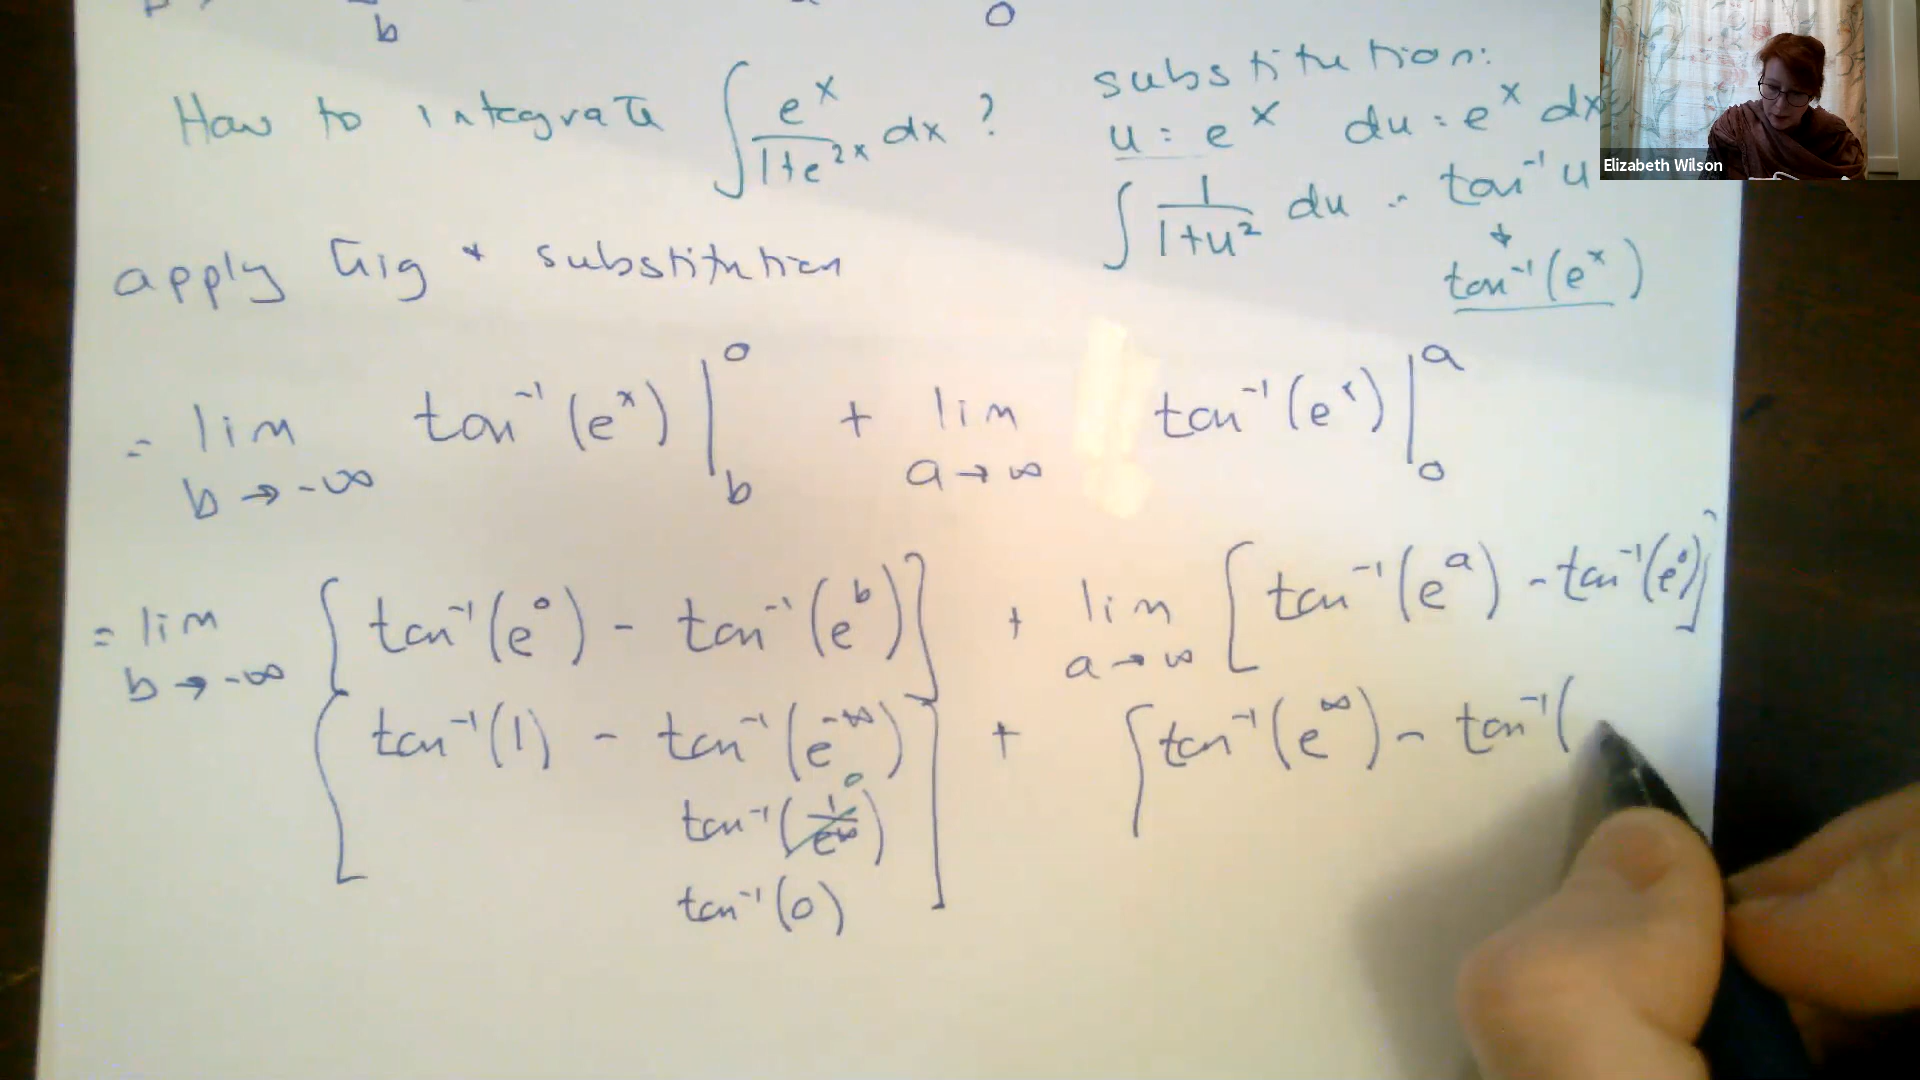 b 0
How to integrate ∫ e^x / 1+e^2x dx ?
substitution:
u = e^x du = e^x dx
∫ 1 / 1+u² du = tan⁻¹ u
tan⁻¹(e^x)
Elizabeth Wilson
apply trig + substitution
= lim b→-∞ tan⁻¹(e^x) |_b^0 + lim a→∞ tan⁻¹(e^x) |_0^a
= lim b→-∞ [tan⁻¹(e^0) - tan⁻¹(e^b)] + lim a→∞ [tan⁻¹(e^a) - tan⁻¹(e^0)]
[tan⁻¹(1) - tan⁻¹(e^-∞) + [tan⁻¹(e^∞) - tan⁻¹(
tan⁻¹(1/e^∞) 0
tan⁻¹(0) ]